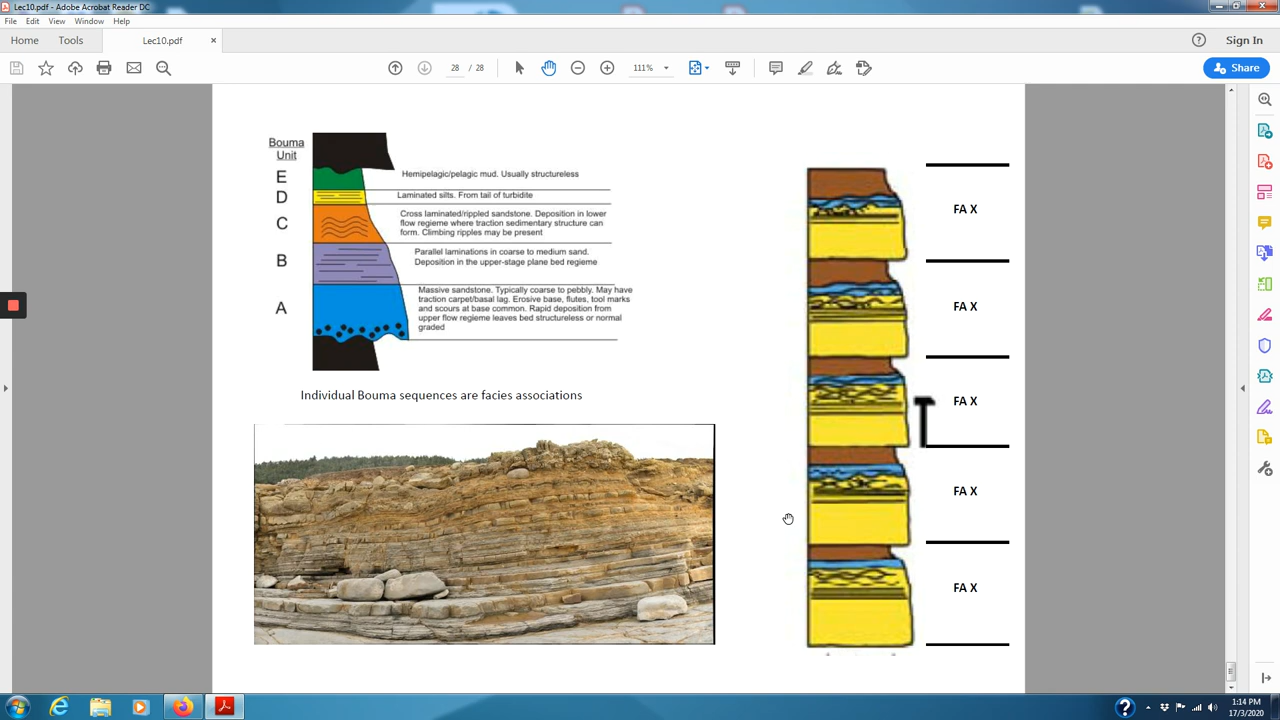 Lec10.pdf - Adobe Acrobat Reader DC
File Edit View Window Help
Home Tools Lec10.pdf × Sign In
28 / 28 111% Share
Bouma
Unit
E Hemipelagic/pelagic mud. Usually structureless
D Laminated silts. From tail of turbidite
C Cross laminated/rippled sandstone. Deposition in lower
flow regieme where traction sedimentary structure can
form. Climbing ripples may be present
B Parallel laminations in coarse to medium sand.
Deposition in the upper-stage plane bed regieme
A Massive sandstone. Typically coarse to pebbly. May have
traction carpet/basal lag. Erosive base, flutes, tool marks
and scours at base common. Rapid deposition from
upper flow regieme leaves bed structureless or normal
graded
Individual Bouma sequences are facies associations
FA X
FA X
FA X
FA X
FA X
1:14 PM
17/3/2020